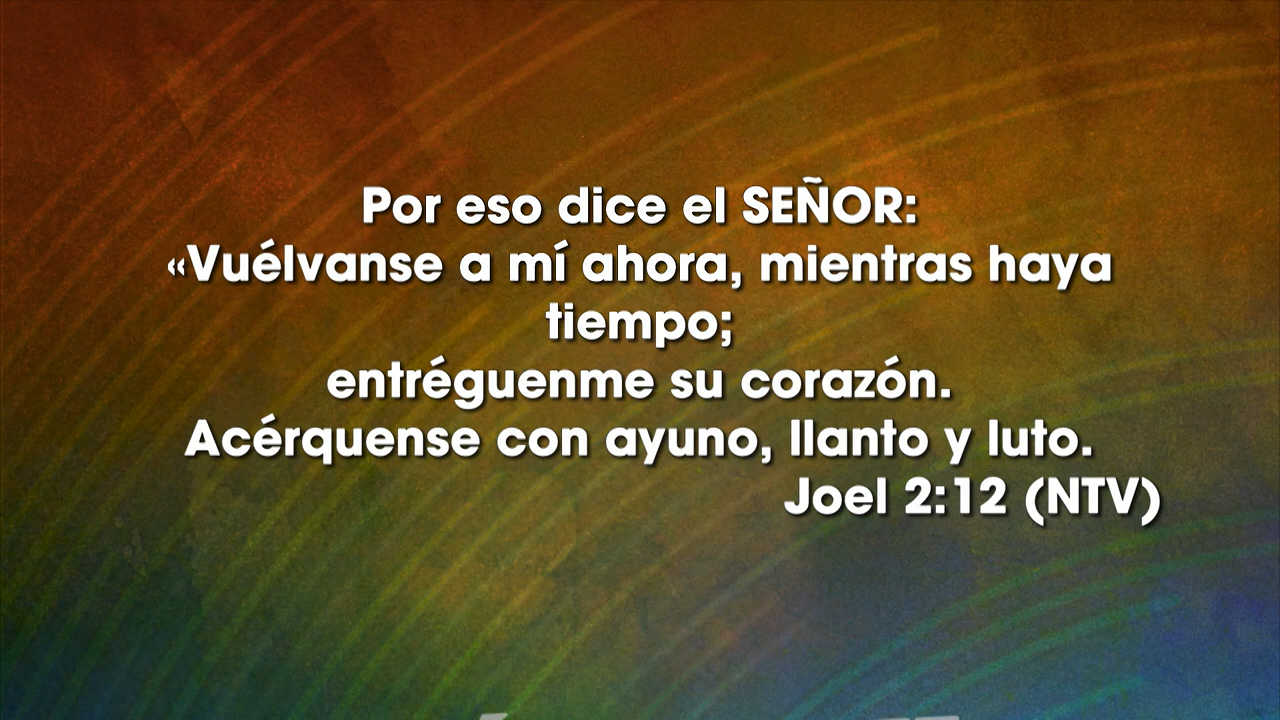 Por eso dice el SEÑOR:
«Vuélvanse a mí ahora, mientras haya
tiempo;
entréguenme su corazón.
Acérquense con ayuno, llanto y luto.
Joel 2:12 (NTV)